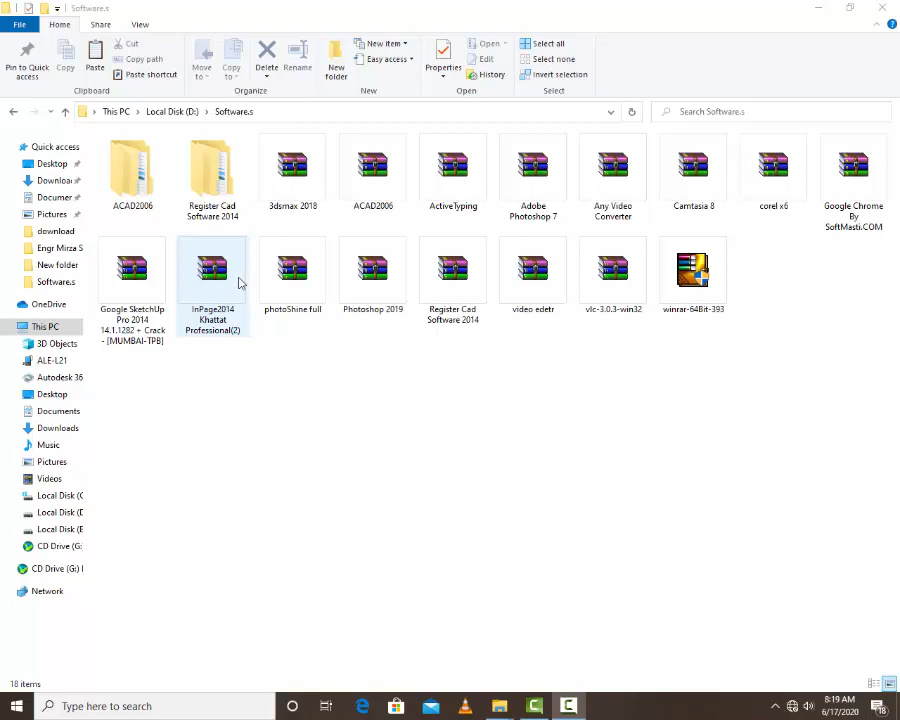 Software.s
File Home Share View
Pin to Quick access
Copy
Paste
Cut
Copy path
Paste shortcut
Move to
Copy to
Delete
Rename
New folder
New item
Easy access
Properties
Open
Edit
History
Select all
Select none
Invert selection
Clipboard Organize New Open Select
This PC Local Disk (D:) Software.s
Search Software.s
Quick access
Desktop
Download
Documer
Pictures
download
Engr Mirza S
New folder
Software.s
OneDrive
This PC
3D Objects
ALE-L21
Autodesk 36
Desktop
Documents
Downloads
Music
Pictures
Videos
Local Disk (C
Local Disk (D
Local Disk (E
CD Drive (G:
CD Drive (G:) I
Network
ACAD2006
Register Cad Software 2014
3dsmax 2018
ACAD2006
ActiveTyping
Adobe Photoshop 7
Any Video Converter
Camtasia 8
corel x6
Google Chrome By SoftMasti.COM
Google SketchUp Pro 2014 14.1.1282 + Crack - [MUMBAI-TPB]
InPage2014 Khattat Professional(2)
photoShine full
Photoshop 2019
Register Cad Software 2014
video edetr
vlc-3.0.3-win32
winrar-64Bit-393
18 items
Type here to search
8:19 AM
6/17/2020
18